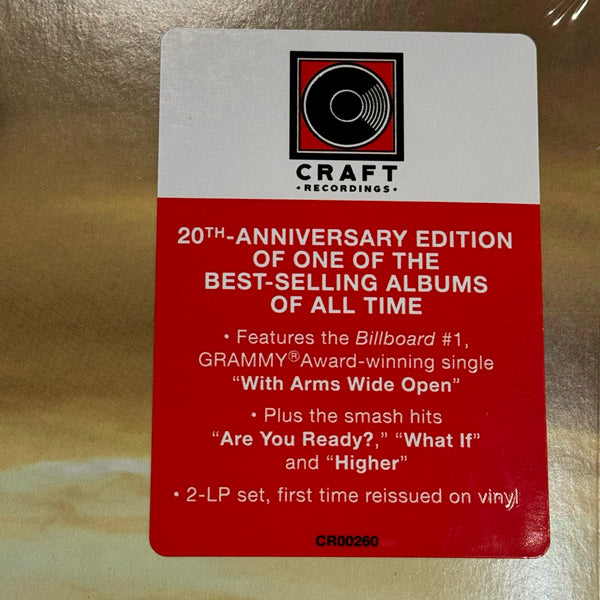 CRAFT
• RECORDINGS •
20TH-ANNIVERSARY EDITION
OF ONE OF THE
BEST-SELLING ALBUMS
OF ALL TIME
• Features the Billboard #1,
GRAMMY® Award-winning single
“With Arms Wide Open”
• Plus the smash hits
“Are You Ready?,” “What If”
and “Higher”
• 2-LP set, first time reissued on vinyl
CR00260